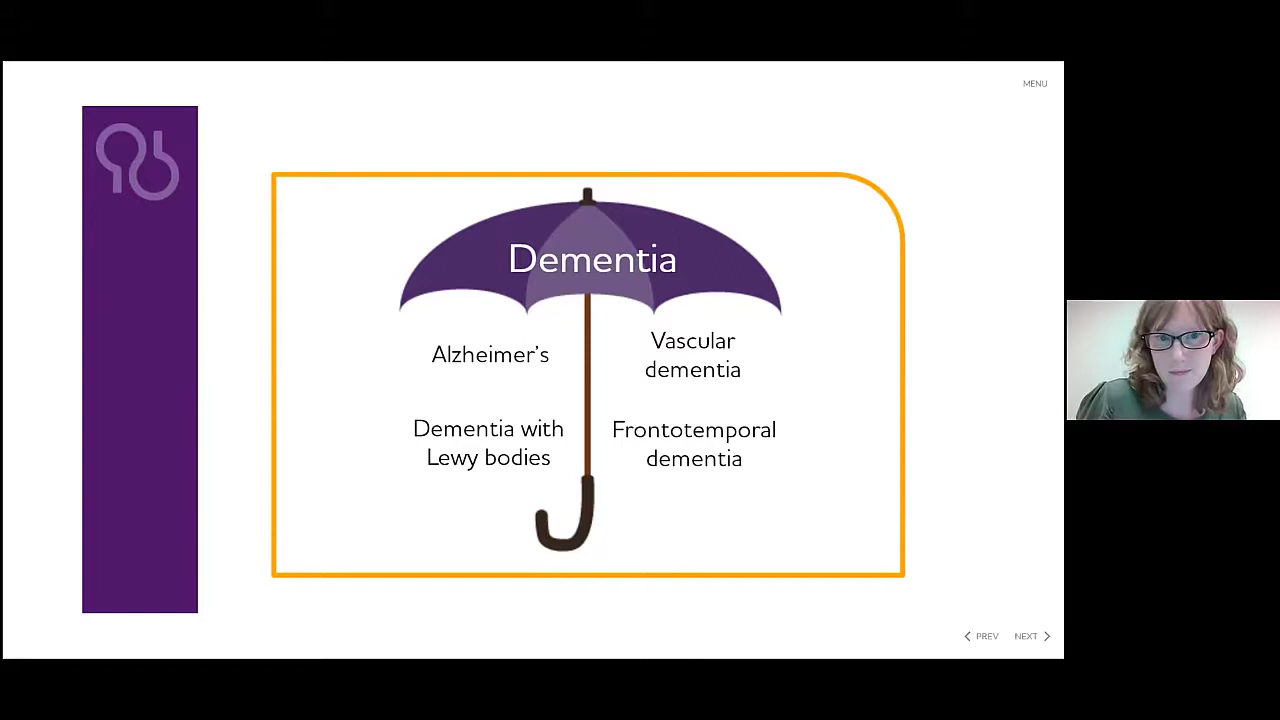 MENU
Dementia
Alzheimer's
Vascular
dementia
Dementia with
Lewy bodies
Frontotemporal
dementia
PREV
NEXT